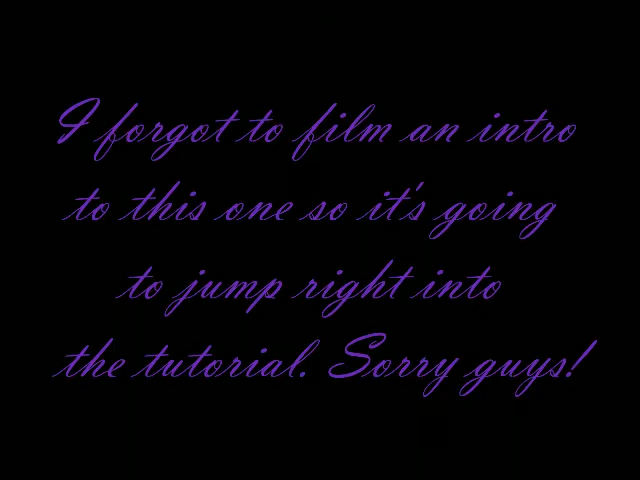 I forgot to film an intro
to this one so it's going
to jump right into
the tutorial. Sorry guys!